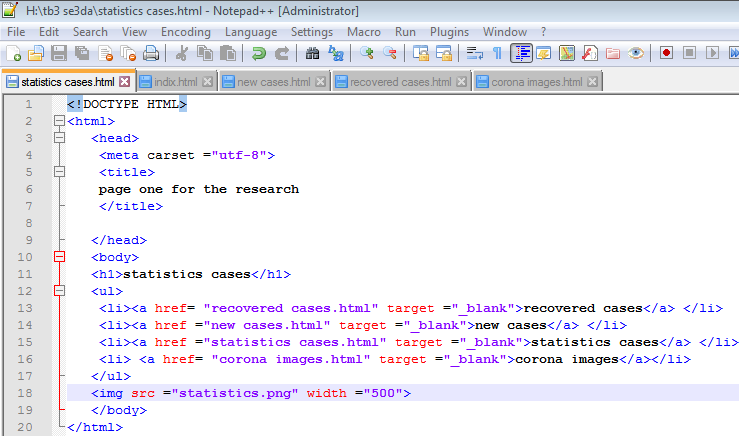 H:\tb3 se3da\statistics cases.html - Notepad++ [Administrator]
File Edit Search View Encoding Language Settings Macro Run Plugins Window ?
statistics cases.html indix.html new cases.html recovered cases.html corona images.html
1 <!DOCTYPE HTML>
2 <html>
3 <head>
4 <meta carset ="utf-8">
5 <title>
6 page one for the research
7 </title>
8
9 </head>
10 <body>
11 <h1>statistics cases</h1>
12 <ul>
13 <li><a href= "recovered cases.html" target ="_blank">recovered cases</a> </li>
14 <li><a href ="new cases.html" target ="_blank">new cases</a> </li>
15 <li><a href ="statistics cases.html" target ="_blank">statistics cases</a> </li>
16 <li> <a href= "corona images.html" target ="_blank">corona images</a></li>
17 </ul>
18 <img src ="statistics.png" width ="500">
19 </body>
20 </html>